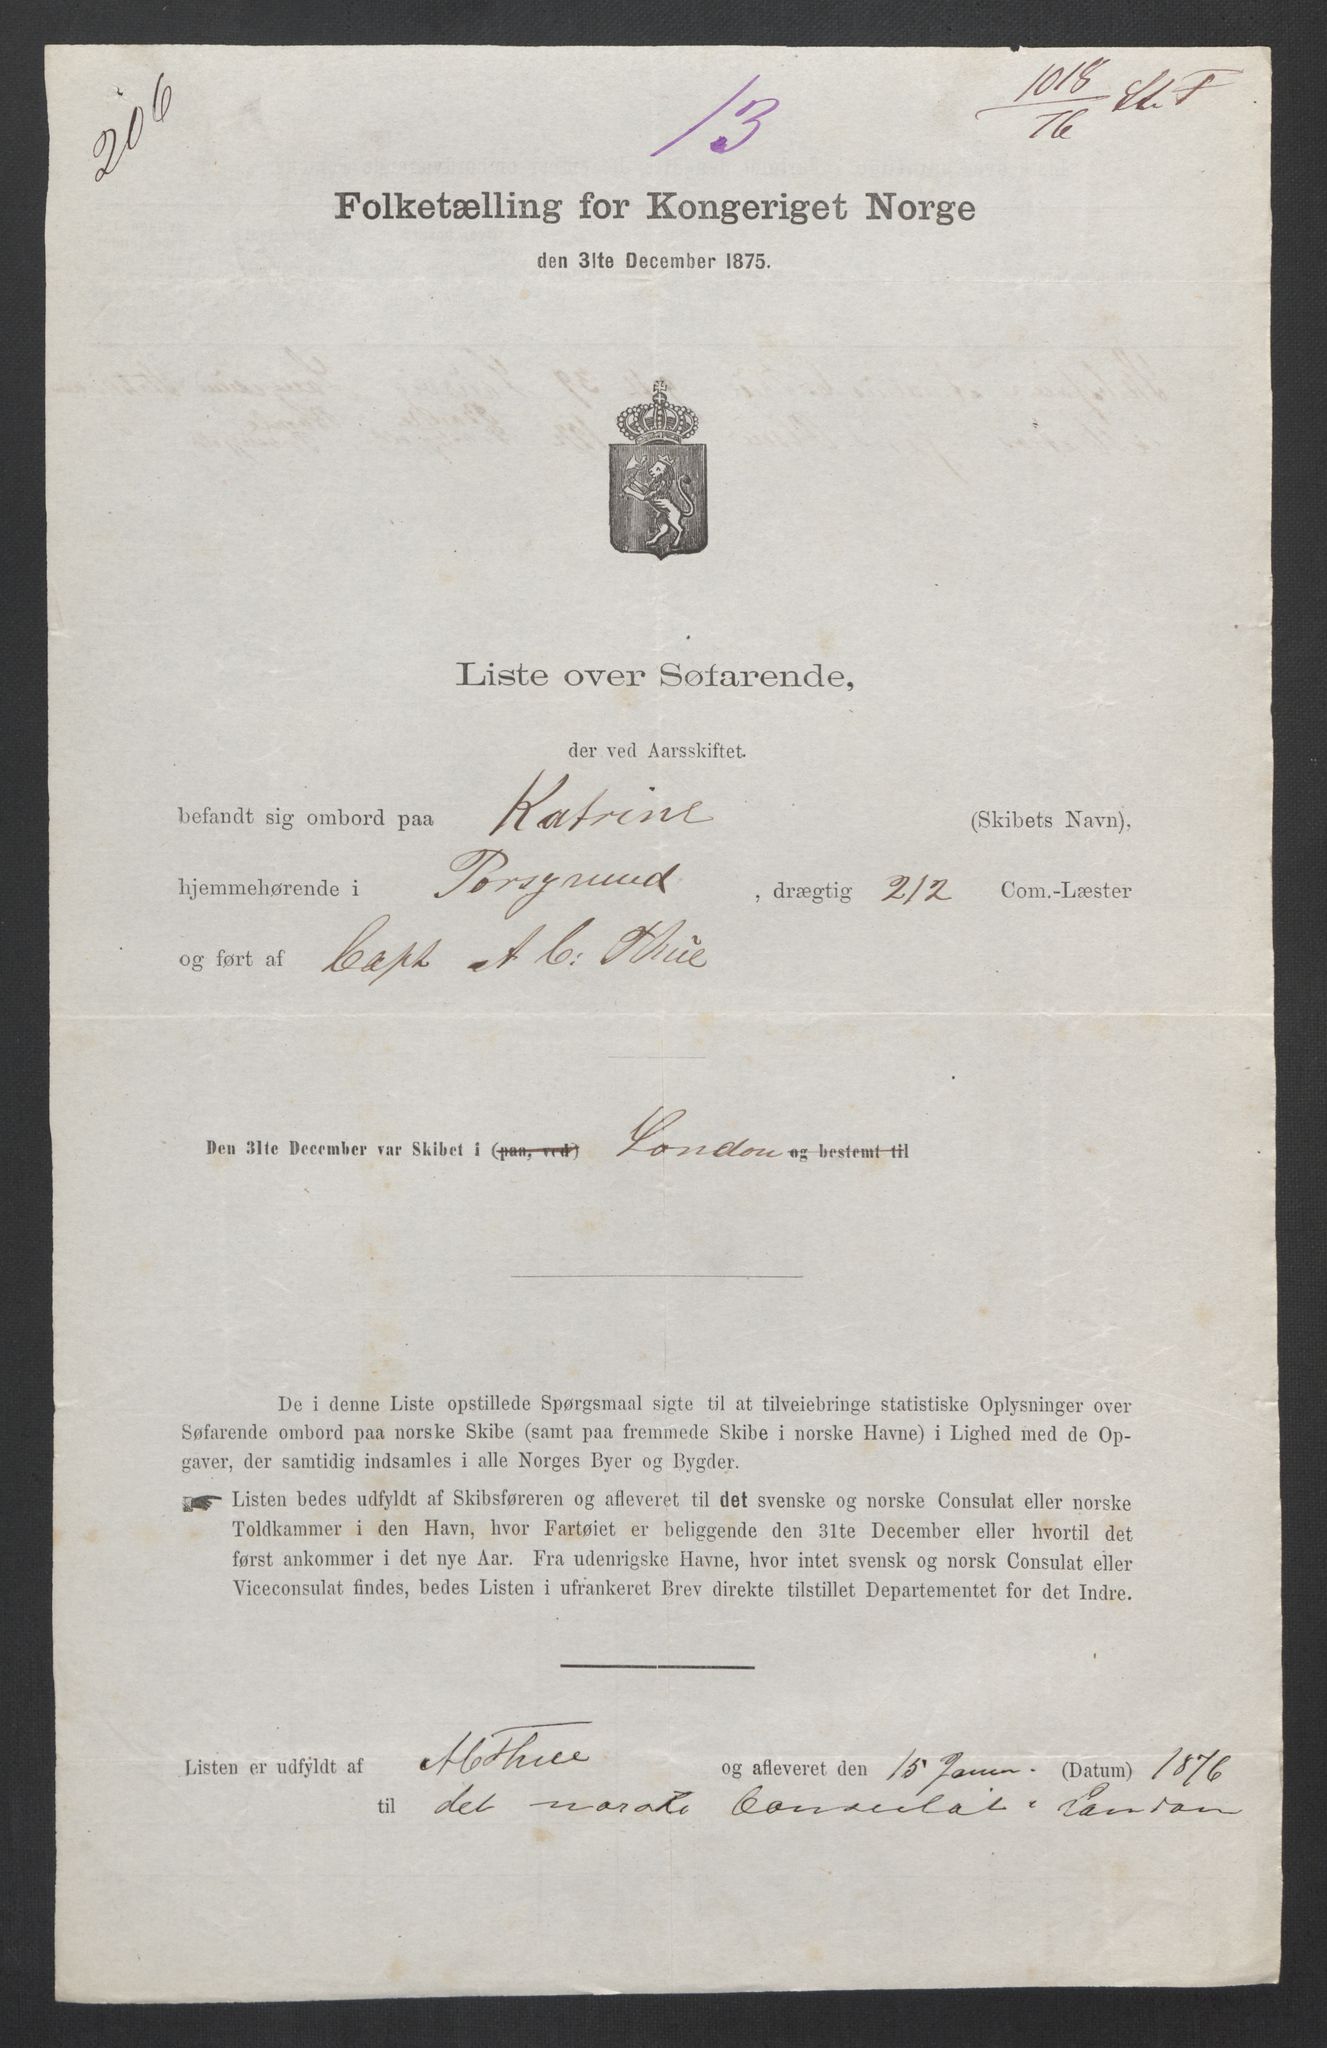 206
13
1018
76
Folketælling for Kongeriget Norge
den 31te December 1875.
Liste over Søfarende,
der ved Aarsskiftet.
befandt sig ombord paa Katrine (Skibets Navn),
hjemmehørende i Porsgrund, drægtig 212 Com.-Læster
og ført af Capt A C: Thue
Den 31te December var Skibet i (paa, ved) London og bestemt til
De i denne Liste opstillede Spørgsmaal sigte til at tilveiebringe statistiske Oplysninger over
Søfarende ombord paa norske Skibe (samt paa fremmede Skibe i norske Havne) i Lighed med de Op-
gaver, der samtidig indsamles i alle Norges Byer og Bygder.
Listen bedes udfyldt af Skibsføreren og afleveret til det svenske og norske Consulat eller norske
Toldkammer i den Havn, hvor Fartøiet er beliggende den 31te December eller hvortil det
først ankommer i det nye Aar. Fra udenrigske Havne, hvor intet svensk og norsk Consulat eller
Viceconsulat findes, bedes Listen i ufrankeret Brev direkte tilstillet Departementet for det Indre.
Listen er udfyldt af A C Thue og afleveret den 15 Januar. (Datum) 1876
til det norske Consulat i London